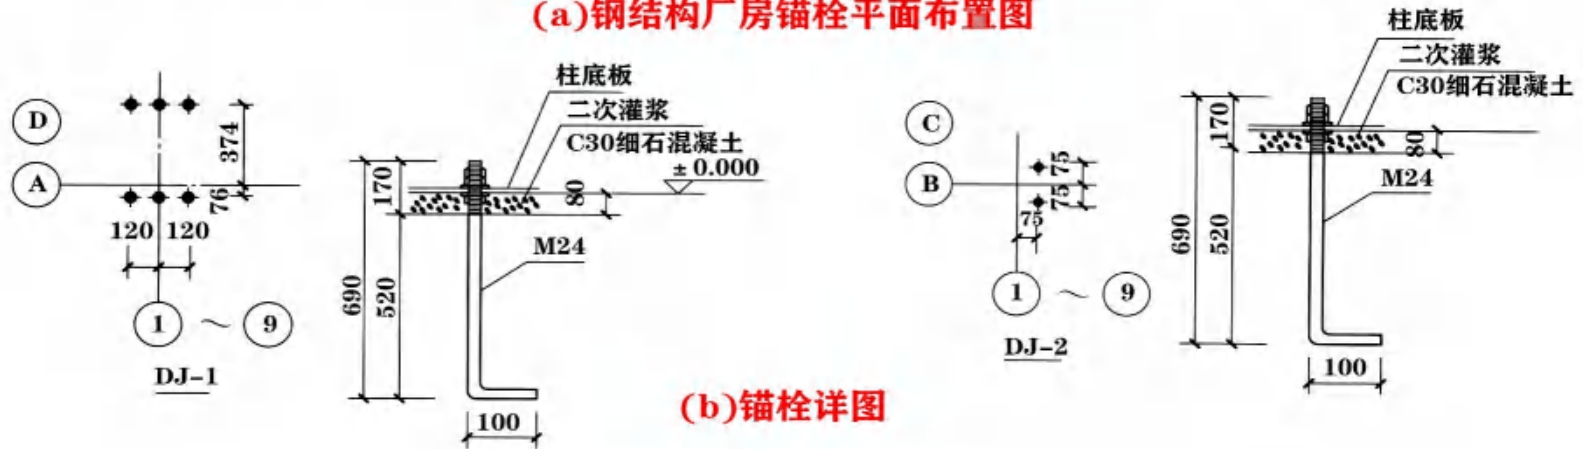 (a)钢结构厂房锚栓平面布置图
D
A
374
76
120 120
1 ~ 9
DJ-1
柱底板
二次灌浆
C30细石混凝土
± 0.000
170
80
M24
690
520
100
(b)锚栓详图
C
B
75
75
75
1 ~ 9
DJ-2
柱底板
二次灌浆
C30细石混凝土
170
80
M24
690
520
100